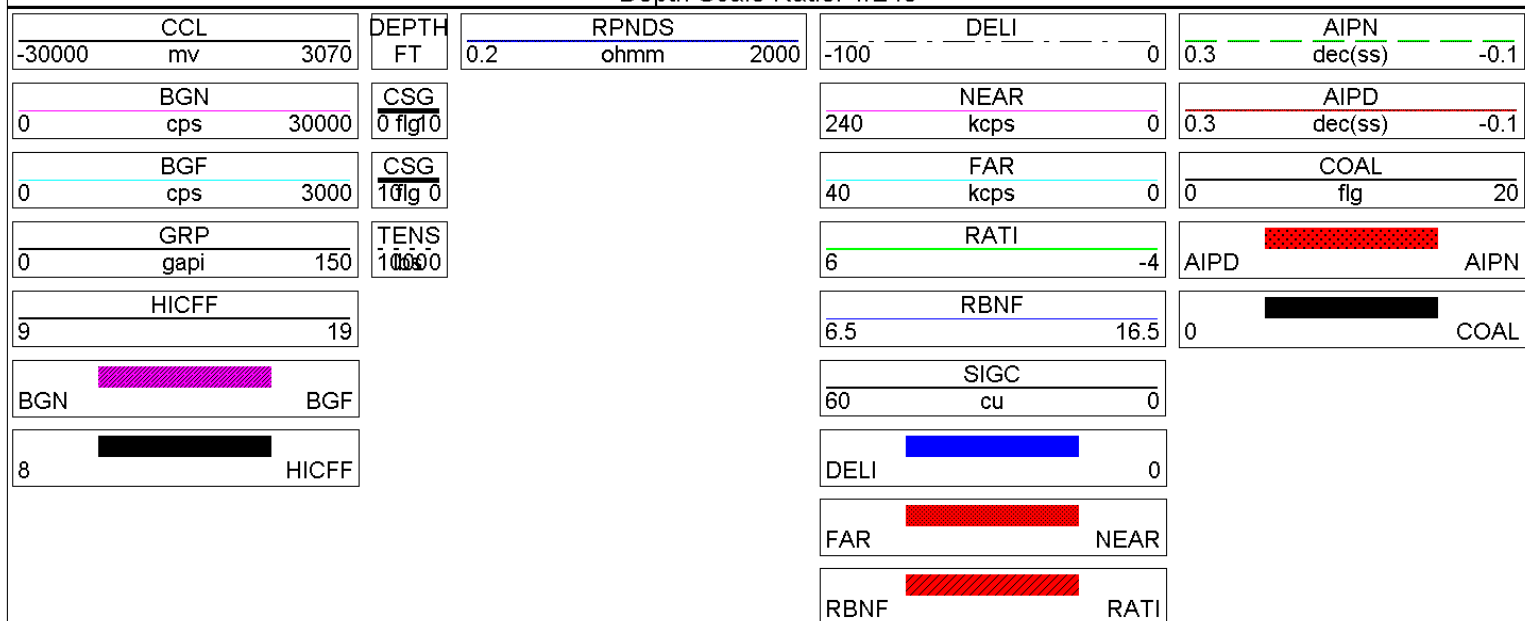 CCL
-30000 mv 3070
DEPTH
FT
RPNDS
0.2 ohmm 2000
DELI
-100 0
AIPN
0.3 dec(ss) -0.1
BGN
0 cps 30000
CSG
0 flg 10
NEAR
240 kcps 0
AIPD
0.3 dec(ss) -0.1
BGF
0 cps 3000
CSG
10 flg 0
FAR
40 kcps 0
COAL
0 flg 20
GRP
0 gapi 150
TENS
lbs
RATI
6 -4
AIPD AIPN
HICFF
9 19
RBNF
6.5 16.5
0 COAL
BGN BGF
SIGC
60 cu 0
8 HICFF
DELI 0
FAR NEAR
RBNF RATI